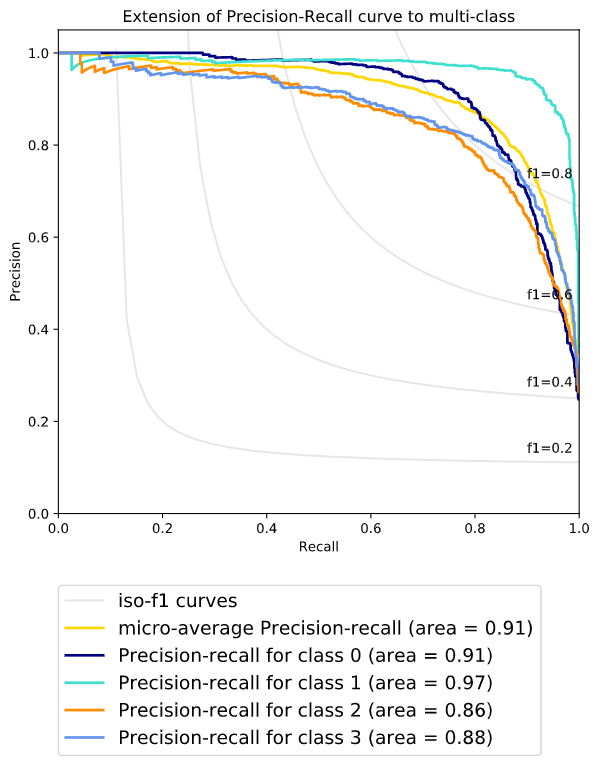 Extension of Precision-Recall curve to multi-class
1.0
0.8
0.6
0.4
0.2
0.0
Precision
f1=0.8
f1=0.6
f1=0.4
f1=0.2
0.0 0.2 0.4 0.6 0.8 1.0
Recall
iso-f1 curves
micro-average Precision-recall (area = 0.91)
Precision-recall for class 0 (area = 0.91)
Precision-recall for class 1 (area = 0.97)
Precision-recall for class 2 (area = 0.86)
Precision-recall for class 3 (area = 0.88)